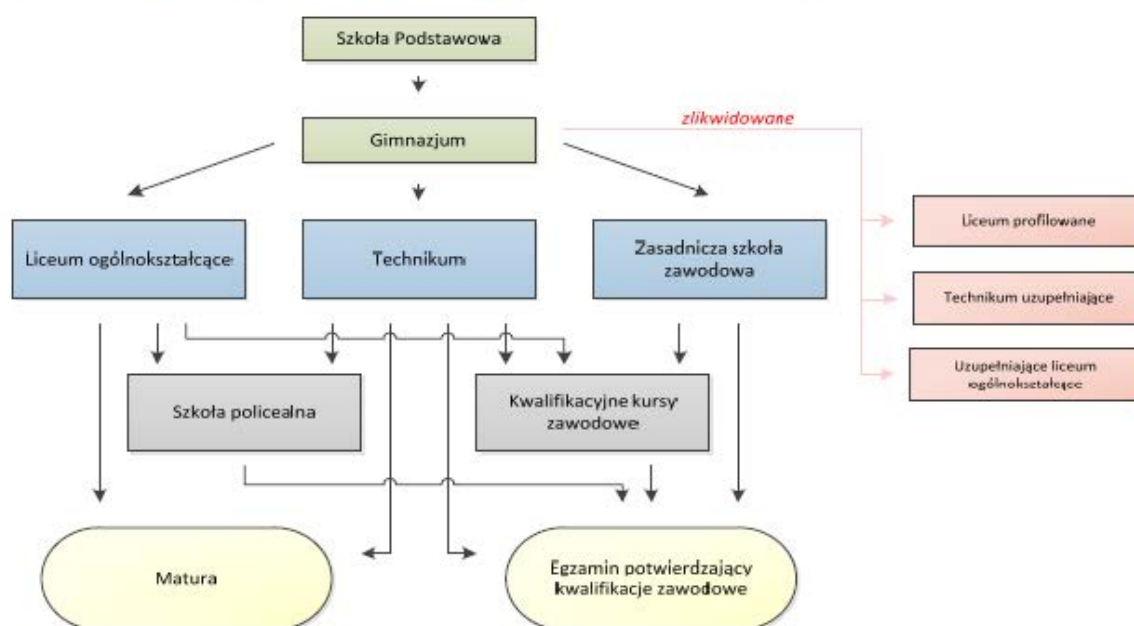 Szkoła Podstawowa
Gimnazjum
zlikwidowane
Liceum ogólnokształcące
Technikum
Zasadnicza szkoła
zawodowa
Liceum profilowane
Technikum uzupełniające
Uzupełniające liceum
ogólnokształcące
Szkoła policealna
Kwalifikacyjne kursy
zawodowe
Matura
Egzamin potwierdzający
kwalifikacje zawodowe